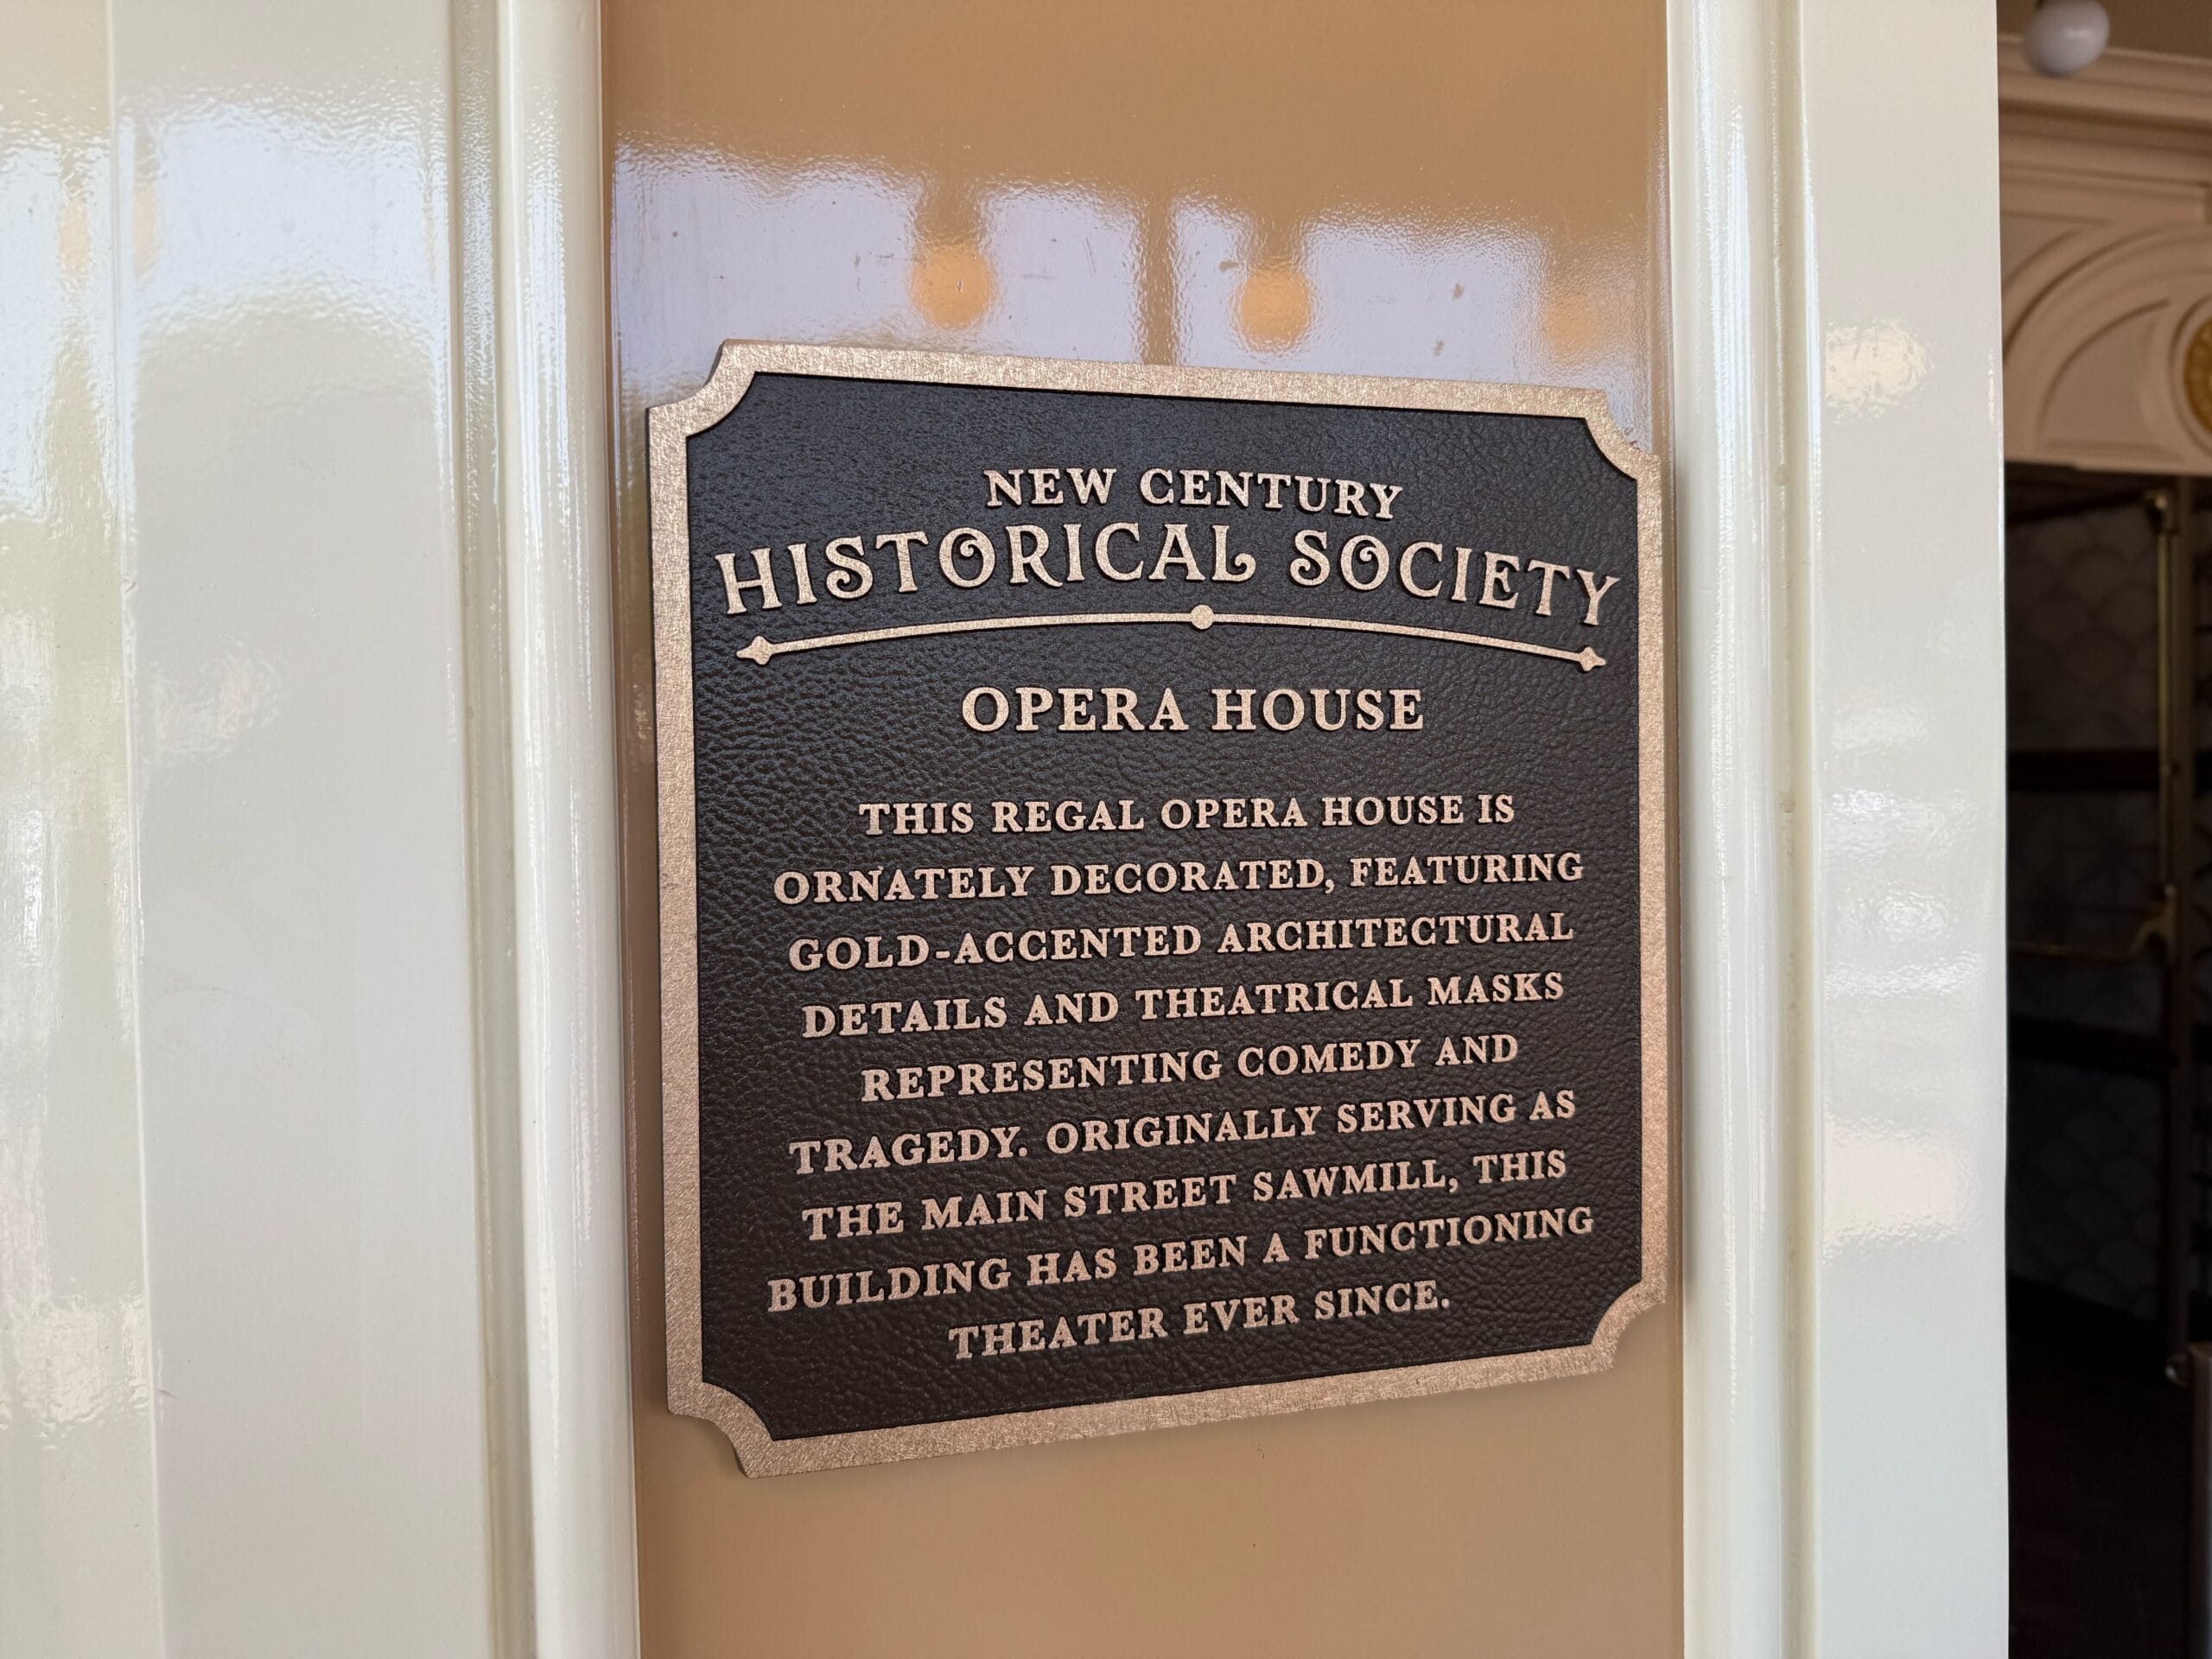 NEW CENTURY
HISTORICAL SOCIETY
OPERA HOUSE
THIS REGAL OPERA HOUSE IS
ORNATELY DECORATED, FEATURING
GOLD-ACCENTED ARCHITECTURAL
DETAILS AND THEATRICAL MASKS
REPRESENTING COMEDY AND
TRAGEDY. ORIGINALLY SERVING AS
THE MAIN STREET SAWMILL, THIS
BUILDING HAS BEEN A FUNCTIONING
THEATER EVER SINCE.